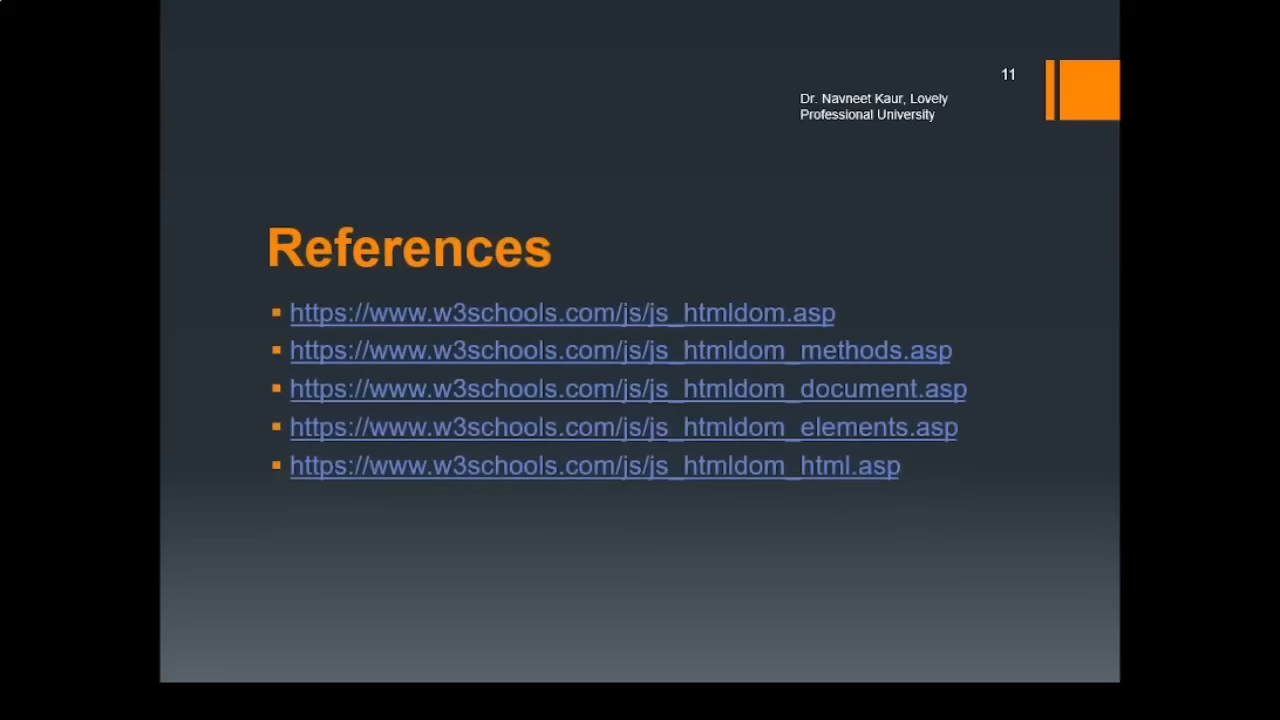 11
Dr. Navneet Kaur, Lovely
Professional University
References
https://www.w3schools.com/js/js_htmldom.asp
https://www.w3schools.com/js/js_htmldom_methods.asp
https://www.w3schools.com/js/js_htmldom_document.asp
https://www.w3schools.com/js/js_htmldom_elements.asp
https://www.w3schools.com/js/js_htmldom_html.asp